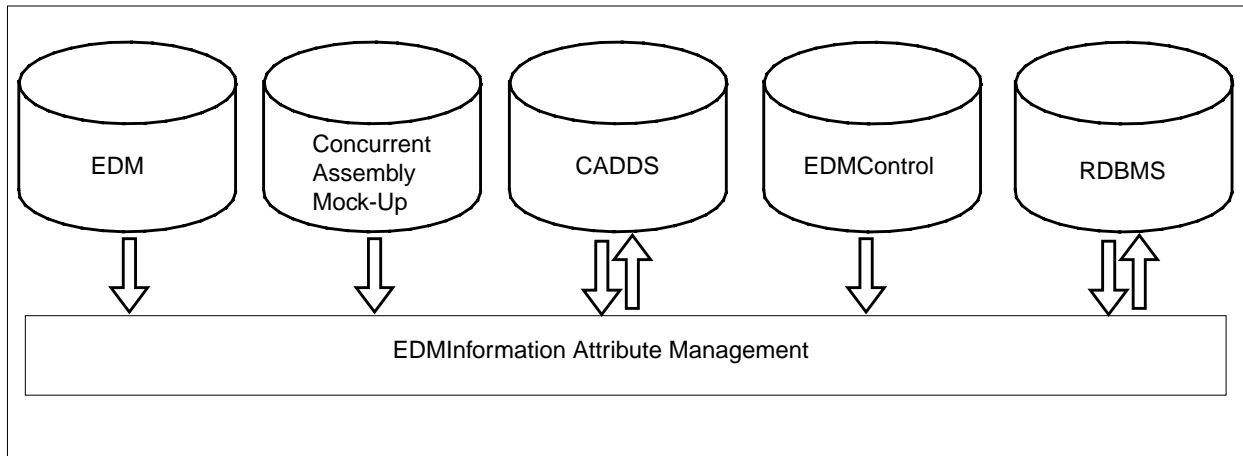 EDM
Concurrent
Assembly
Mock-Up
CADDS
EDMControl
RDBMS
EDMInformation Attribute Management